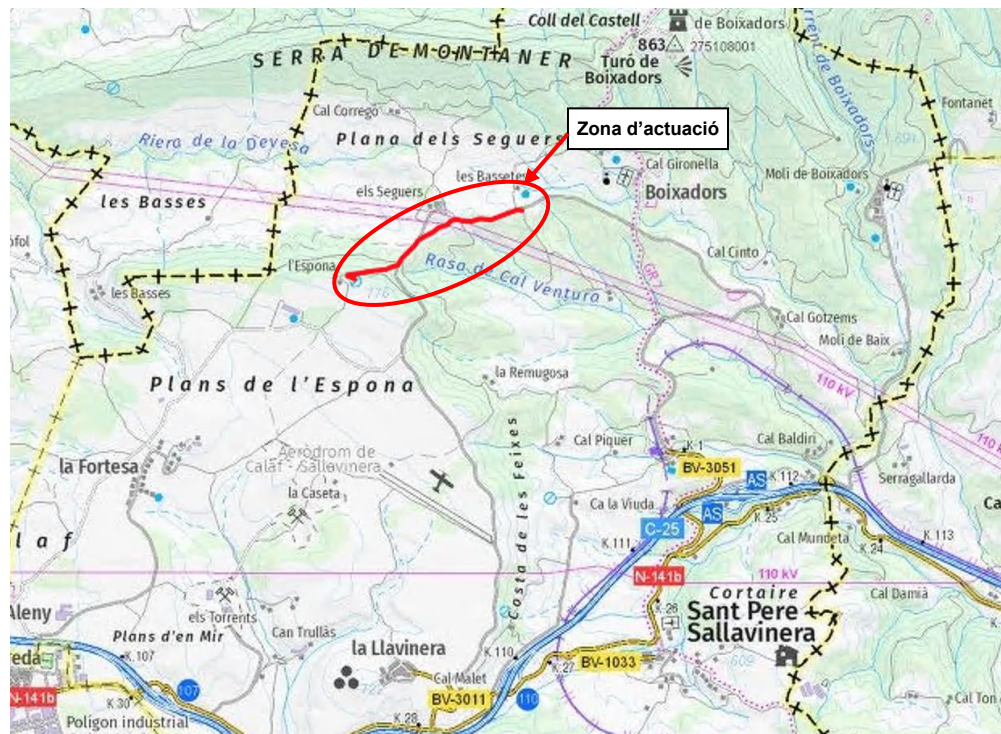 Coll del Castell
de Boixadors
863
275108001
Turó de
Boixadors
SERRA DE MONTANER
Cal Corregó
Riera de la Devesa
Plana dels Seguers
Zona d'actuació
Fontanet
Cal Gironella
Boixadors
Molí de Boixadors
les Bassetes
els Seguers
les Basses
l'Espona
776
Rasa de Cal Ventura
Cal Cinto
les Basses
Cal Gotzems
Molí de Baix
la Remugosa
110 kV
Plans de l'Espona
Costa de les Feixes
Cal Piquer
K·1
Cal Baldiri
BV-3051
la Fortesa
Aeròdrom de
Calaf - Sallavinera
AS
K.112
Serragallarda
la Caseta
Ca la Viuda
AS
K.25
C-25
Cal Mundeta
K.24
K.113
K.111
N-141b
110 kV
Cortaire
Cal Damià
Aleny
els Torrents
K.26
Sant Pere
Sallavinera
Plans d'en Mir
Can Trullàs
K.107
la Llavinera
K.110
K.27
BV-1033
609
107
Cal Malet
BV-3011
110
N-141b
K.30
Polígon industrial
K.28
Cal Ton